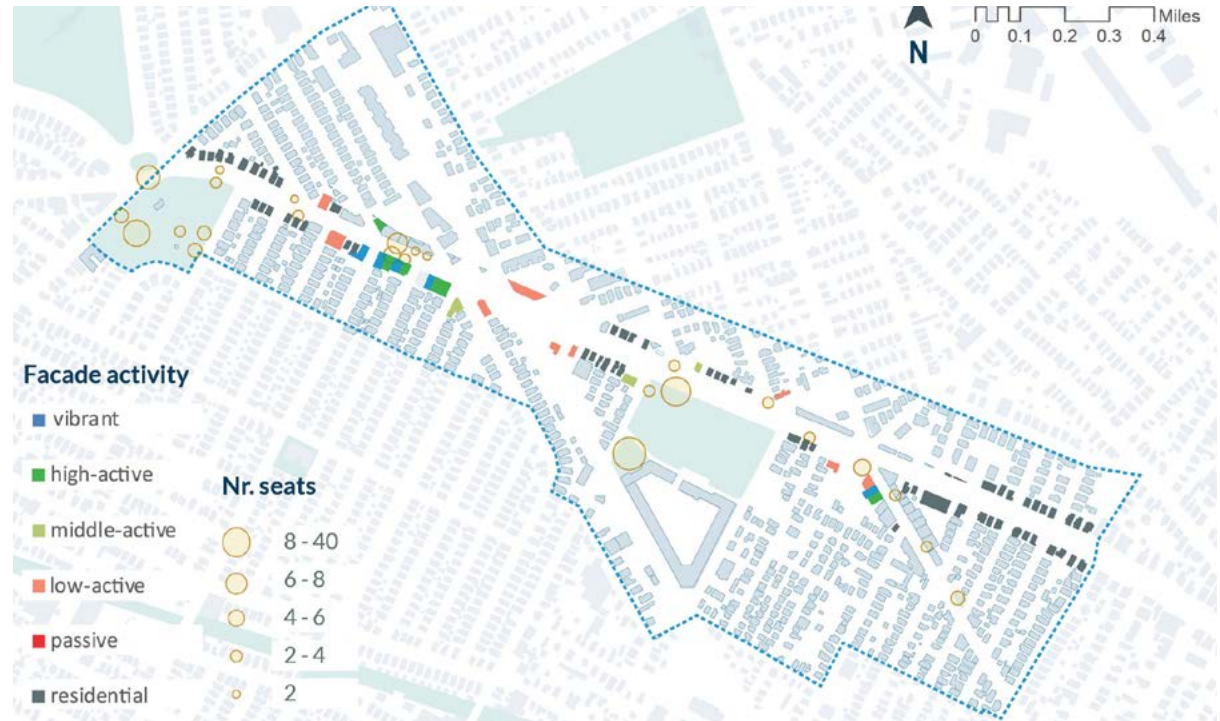 Miles
0 0.1 0.2 0.3 0.4
N
Facade activity
vibrant
high-active
middle-active
low-active
passive
residential
Nr. seats
8 - 40
6 - 8
4 - 6
2 - 4
2